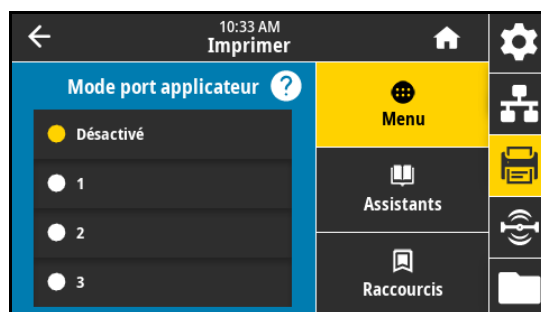 10:33 AM
Imprimer
Mode port applicateur ?
Désactivé
1
2
3
Menu
Assistants
Raccourcis